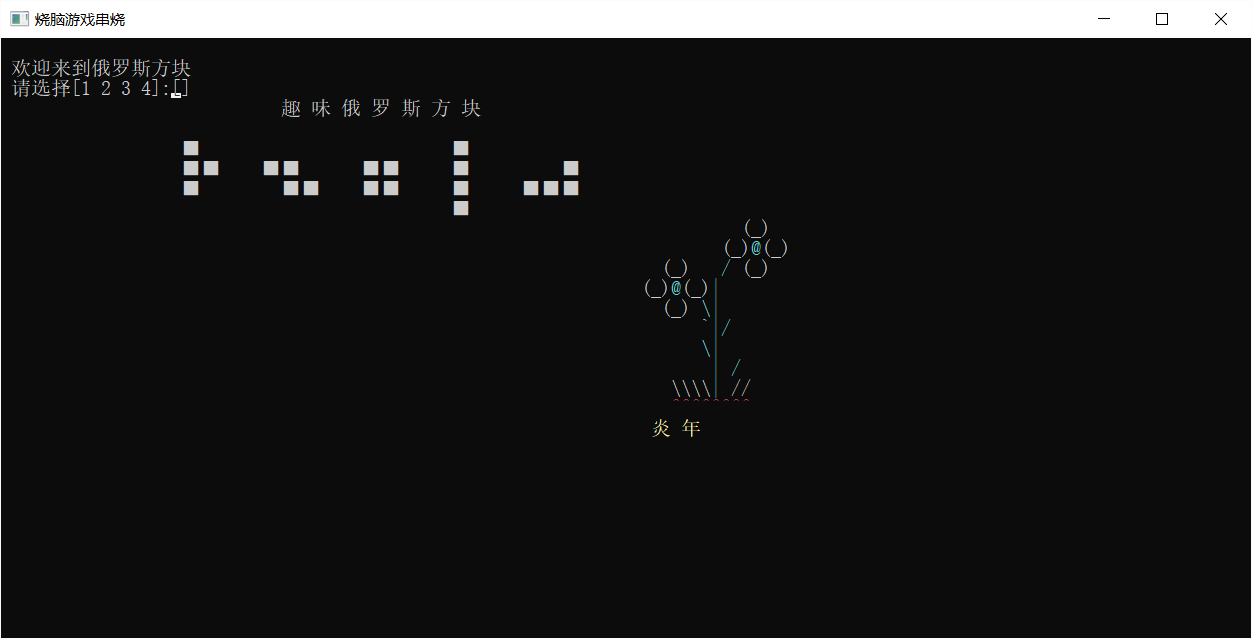 烧脑游戏串烧
欢迎来到俄罗斯方块
请选择[1 2 3 4]:[]
趣 味 俄 罗 斯 方 块
炎 年